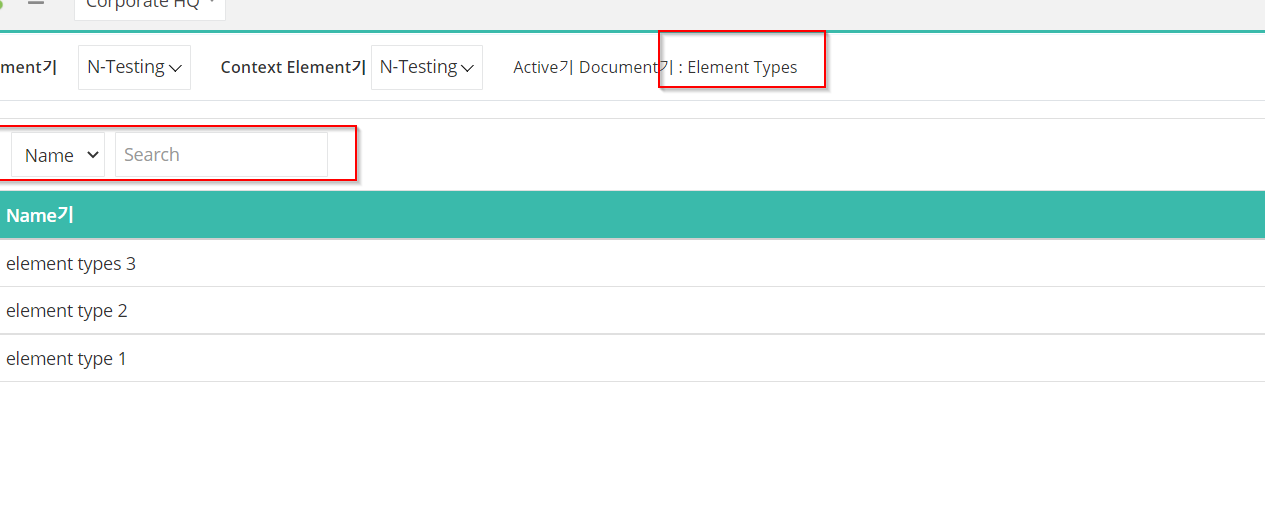 Corporate HQ
ment기 N-Testing Context Element기 N-Testing Active기 Document기 : Element Types
Name Search
Name기
element types 3
element type 2
element type 1